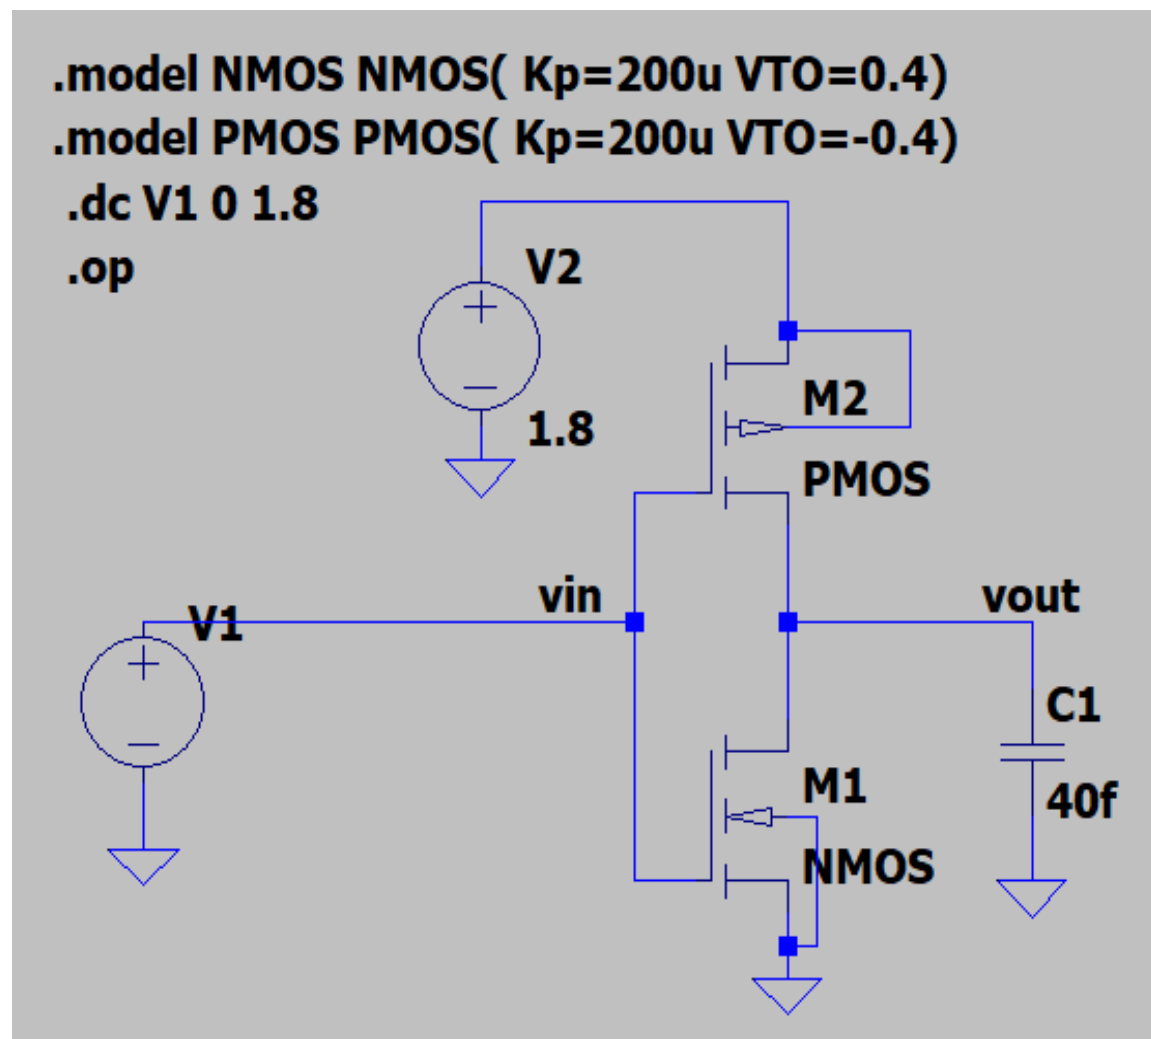 .model NMOS NMOS( Kp=200u VTO=0.4)
.model PMOS PMOS( Kp=200u VTO=-0.4)
.dc V1 0 1.8
.op
V2
1.8
M2
PMOS
vin
vout
V1
C1
40f
M1
NMOS